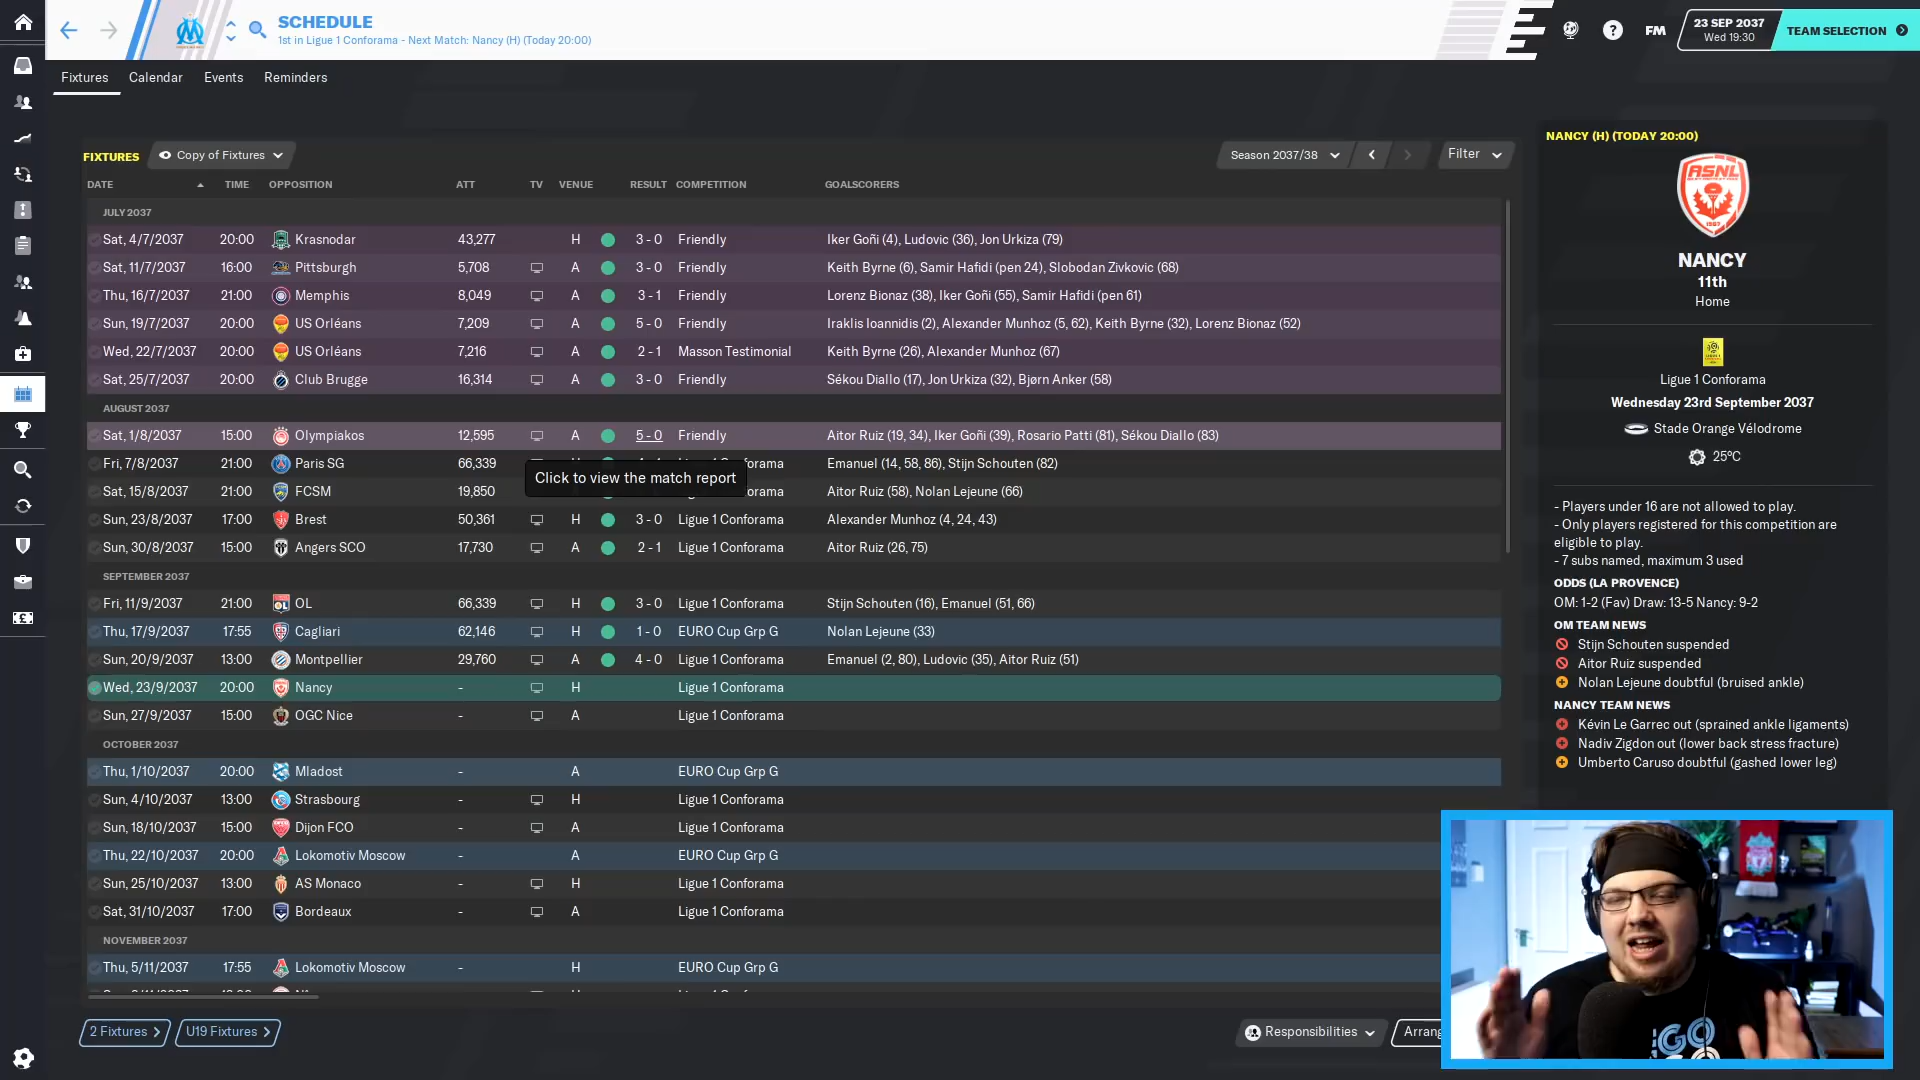 SCHEDULE
1st in Ligue 1 Conforama - Next Match: Nancy (H) (Today 20:00)
FM
23 SEP 2037
Wed 19:30
TEAM SELECTION
Fixtures Calendar Events Reminders
FIXTURES Copy of Fixtures Season 2037/38 Filter
DATE TIME OPPOSITION ATT TV VENUE RESULT COMPETITION GOALSCORERS
JULY 2037
Sat, 4/7/2037 20:00 Krasnodar 43,277 H 3 - 0 Friendly Iker Goñi (4), Ludovic (36), Jon Urkiza (79)
Sat, 11/7/2037 16:00 Pittsburgh 5,708 A 3 - 0 Friendly Keith Byrne (6), Samir Hafidi (pen 24), Slobodan Zivkovic (68)
Thu, 16/7/2037 21:00 Memphis 8,049 A 3 - 1 Friendly Lorenz Bionaz (38), Iker Goñi (55), Samir Hafidi (pen 61)
Sun, 19/7/2037 20:00 US Orléans 7,209 A 5 - 0 Friendly Iraklis Ioannidis (2), Alexander Munhoz (5, 62), Keith Byrne (32), Lorenz Bionaz (52)
Wed, 22/7/2037 20:00 US Orléans 7,216 A 2 - 1 Masson Testimonial Keith Byrne (26), Alexander Munhoz (67)
Sat, 25/7/2037 20:00 Club Brugge 16,314 A 3 - 0 Friendly Sékou Diallo (17), Jon Urkiza (32), Bjørn Anker (58)
AUGUST 2037
Sat, 1/8/2037 15:00 Olympiakos 12,595 A 5 - 0 Friendly Aitor Ruiz (19, 34), Iker Goñi (39), Rosario Patti (81), Sékou Diallo (83)
Fri, 7/8/2037 21:00 Paris SG 66,339 Emanuel (14, 58, 86), Stijn Schouten (82)
Click to view the match report
Sat, 15/8/2037 21:00 FCSM 19,850 Aitor Ruiz (58), Nolan Lejeune (66)
Sun, 23/8/2037 17:00 Brest 50,361 H 3 - 0 Ligue 1 Conforama Alexander Munhoz (4, 24, 43)
Sun, 30/8/2037 15:00 Angers SCO 17,730 A 2 - 1 Ligue 1 Conforama Aitor Ruiz (26, 75)
SEPTEMBER 2037
Fri, 11/9/2037 21:00 OL 66,339 H 3 - 0 Ligue 1 Conforama Stijn Schouten (16), Emanuel (51, 66)
Thu, 17/9/2037 17:55 Cagliari 62,146 H 1 - 0 EURO Cup Grp G Nolan Lejeune (33)
Sun, 20/9/2037 13:00 Montpellier 29,760 A 4 - 0 Ligue 1 Conforama Emanuel (2, 80), Ludovic (35), Aitor Ruiz (51)
Wed, 23/9/2037 20:00 Nancy - H Ligue 1 Conforama
Sun, 27/9/2037 15:00 OGC Nice - A Ligue 1 Conforama
OCTOBER 2037
Thu, 1/10/2037 20:00 Mladost - A EURO Cup Grp G
Sun, 4/10/2037 13:00 Strasbourg - H Ligue 1 Conforama
Sun, 18/10/2037 15:00 Dijon FCO - A Ligue 1 Conforama
Thu, 22/10/2037 20:00 Lokomotiv Moscow - A EURO Cup Grp G
Sun, 25/10/2037 13:00 AS Monaco - H Ligue 1 Conforama
Sat, 31/10/2037 17:00 Bordeaux - A Ligue 1 Conforama
NOVEMBER 2037
Thu, 5/11/2037 17:55 Lokomotiv Moscow - H EURO Cup Grp G
2 Fixtures U19 Fixtures Responsibilities Arrang
NANCY (H) (TODAY 20:00)
ASNL
NANCY
11th
Home
Ligue 1 Conforama
Wednesday 23rd September 2037
Stade Orange Vélodrome
25°C
- Players under 16 are not allowed to play.
- Only players registered for this competition are
eligible to play.
- 7 subs named, maximum 3 used
ODDS (LA PROVENCE)
OM: 1-2 (Fav) Draw: 13-5 Nancy: 9-2
OM TEAM NEWS
Stijn Schouten suspended
Aitor Ruiz suspended
Nolan Lejeune doubtful (bruised ankle)
NANCY TEAM NEWS
Kévin Le Garrec out (sprained ankle ligaments)
Nadiv Zigdon out (lower back stress fracture)
Umberto Caruso doubtful (gashed lower leg)